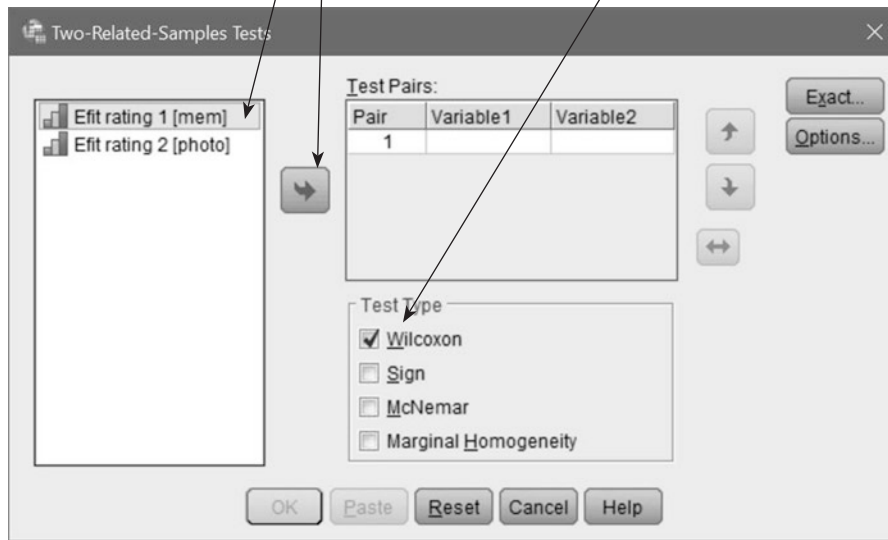 Two-Related-Samples Tests
Efit rating 1 [mem]
Efit rating 2 [photo]
Test Pairs:
Pair Variable1 Variable2
1
Exact...
Options...
Test Type
Wilcoxon
Sign
McNemar
Marginal Homogeneity
OK Paste Reset Cancel Help